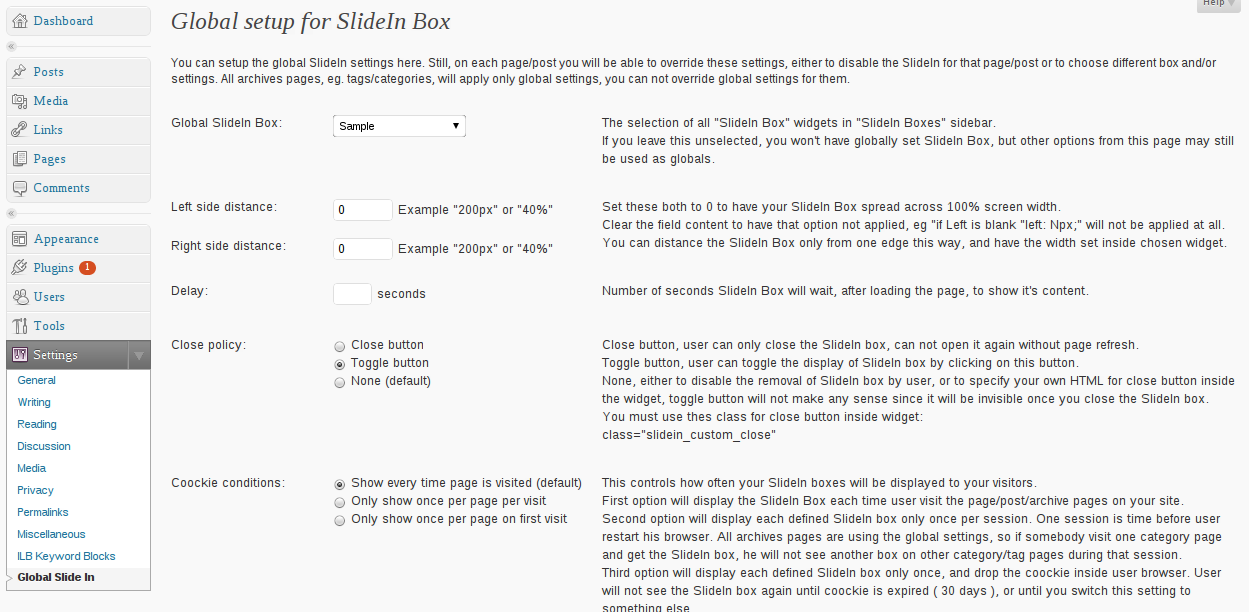 Help
Dashboard
Posts
Media
Links
Pages
Comments
Appearance
Plugins 1
Users
Tools
Settings
General
Writing
Reading
Discussion
Media
Privacy
Permalinks
Miscellaneous
ILB Keyword Blocks
Global Slide In
Global setup for SlideIn Box
You can setup the global SlideIn settings here. Still, on each page/post you will be able to override these settings, either to disable the SlideIn for that page/post or to choose different box and/or
settings. All archives pages, eg. tags/categories, will apply only global settings, you can not override global settings for them.
Global SlideIn Box:
Sample
The selection of all "SlideIn Box" widgets in "SlideIn Boxes" sidebar.
If you leave this unselected, you won't have globally set SlideIn Box, but other options from this page may still
be used as globals.
Left side distance:
0 Example "200px" or "40%"
Right side distance:
0 Example "200px" or "40%"
Set these both to 0 to have your SlideIn Box spread across 100% screen width.
Clear the field content to have that option not applied, eg "if Left is blank "left: Npx;" will not be applied at all.
You can distance the SlideIn Box only from one edge this way, and have the width set inside chosen widget.
Delay:
seconds
Number of seconds SlideIn Box will wait, after loading the page, to show it's content.
Close policy:
Close button
Toggle button
None (default)
Close button, user can only close the SlideIn box, can not open it again without page refresh.
Toggle button, user can toggle the display of SlideIn box by clicking on this button.
None, either to disable the removal of SlideIn box by user, or to specify your own HTML for close button inside
the widget, toggle button will not make any sense since it will be invisible once you close the SlideIn box.
You must use thes class for close button inside widget:
class="slidein_custom_close"
Coockie conditions:
Show every time page is visited (default)
Only show once per page per visit
Only show once per page on first visit
This controls how often your SlideIn boxes will be displayed to your visitors.
First option will display the SlideIn Box each time user visit the page/post/archive pages on your site.
Second option will display each defined SlideIn box only once per session. One session is time before user
restart his browser. All archives pages are using the global settings, so if somebody visit one category page
and get the SlideIn box, he will not see another box on other category/tag pages during that session.
Third option will display each defined SlideIn box only once, and drop the coockie inside user browser. User
will not see the SlideIn box again until coockie is expired ( 30 days ), or until you switch this setting to
something else